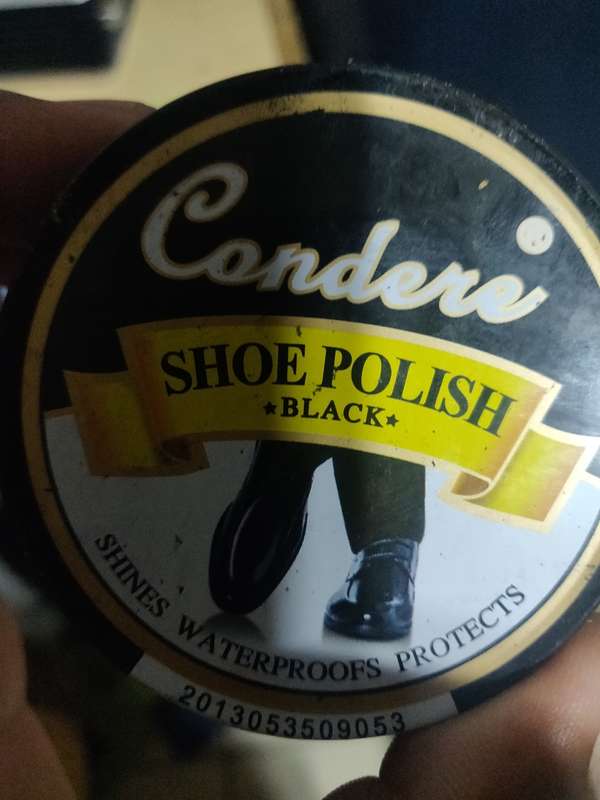 Condere
SHOE POLISH
★BLACK★
SHINES WATERPROOFS PROTECTS
2013053509053